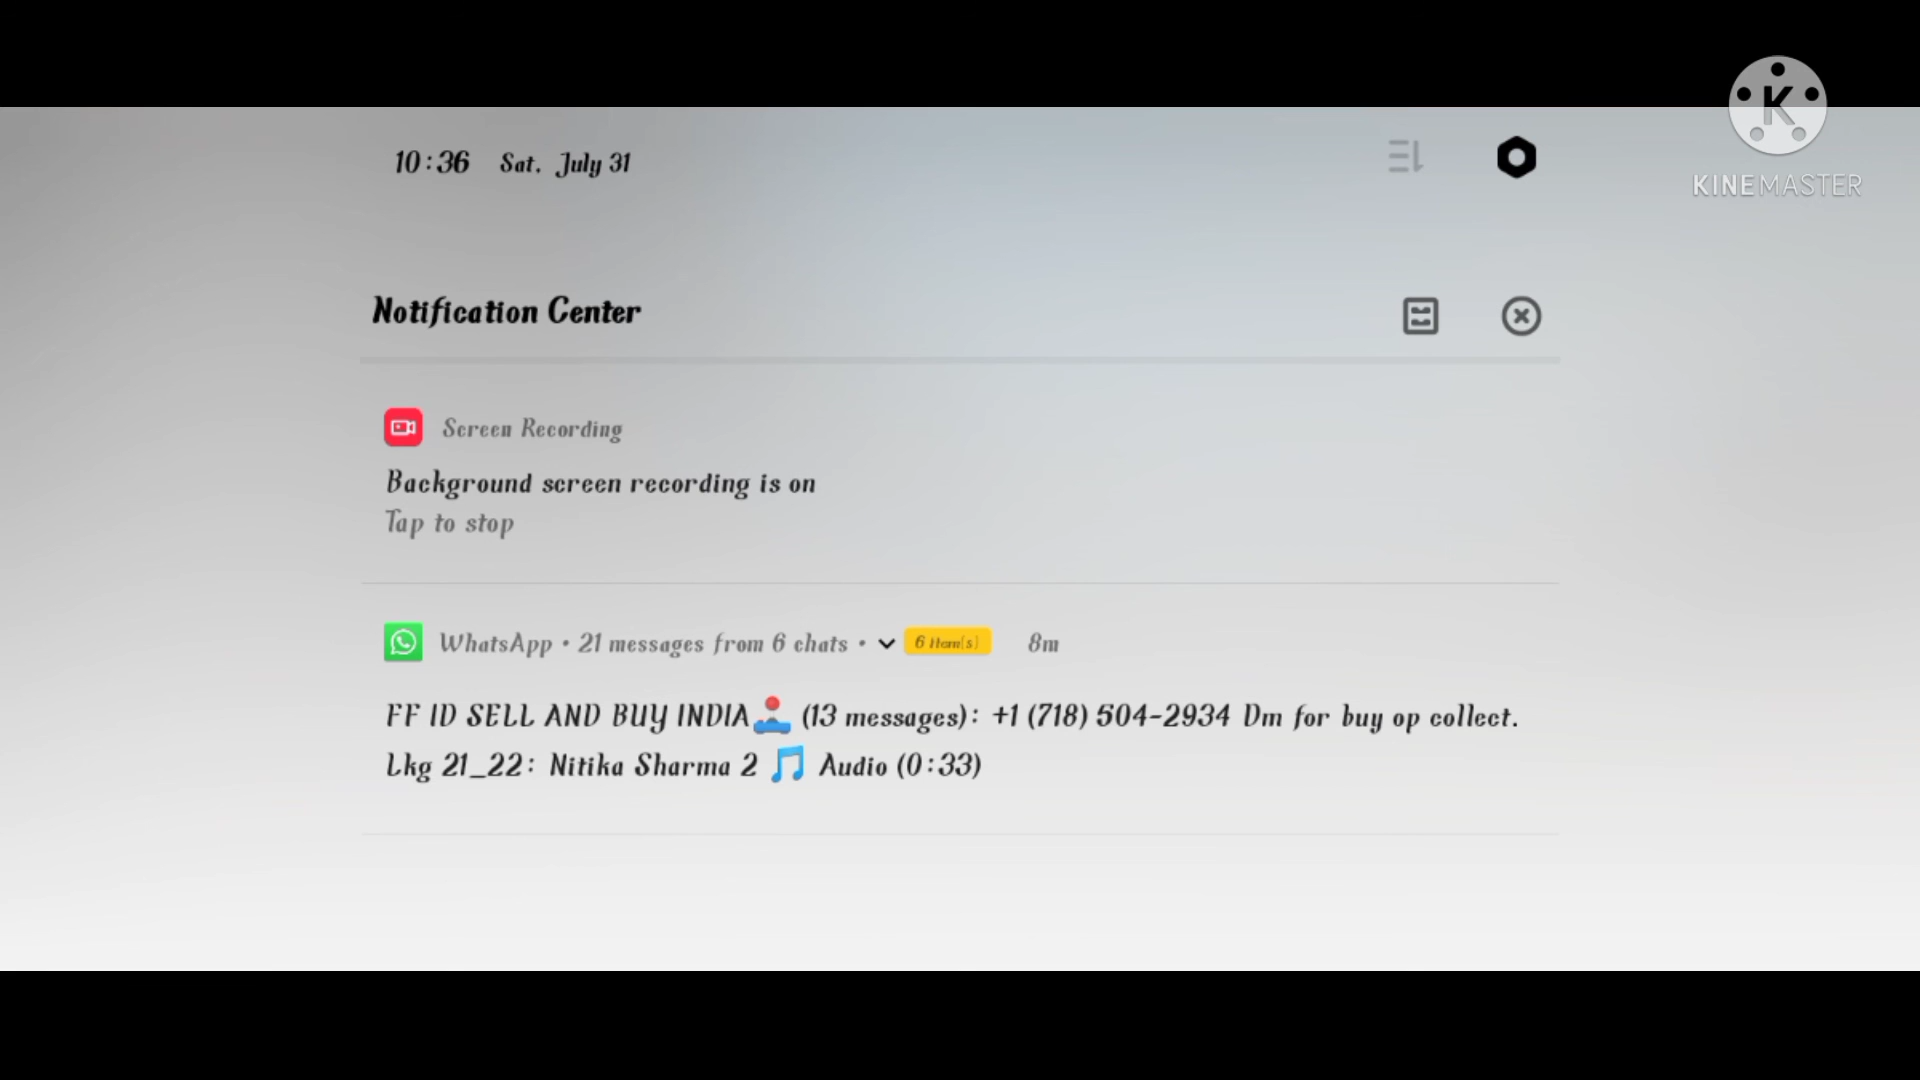 10:36 Sat, July 31
K
KINEMASTER
Notification Center
Screen Recording
Background screen recording is on
Tap to stop
WhatsApp • 21 messages from 6 chats • 6 Item(s) 8m
FF ID SELL AND BUY INDIA🕹️ (13 messages): +1 (718) 504-2934 Dm for buy op collect.
Lkg 21_22: Nitika Sharma 2 🎵 Audio (0:33)